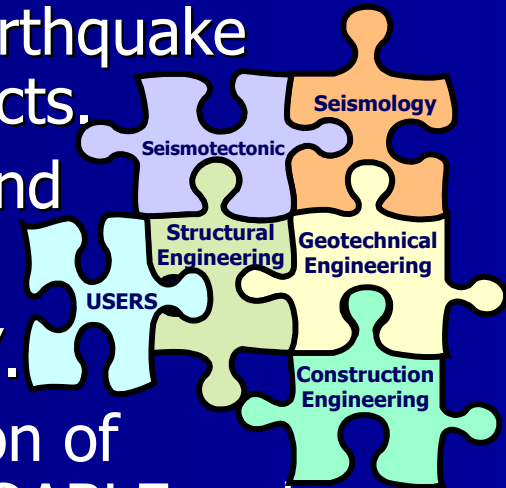 rthquake
cts.
nd
y.
on of
Seismology
Seismotectonic
Structural
Engineering
Geotechnical
Engineering
USERS
Construction
Engineering